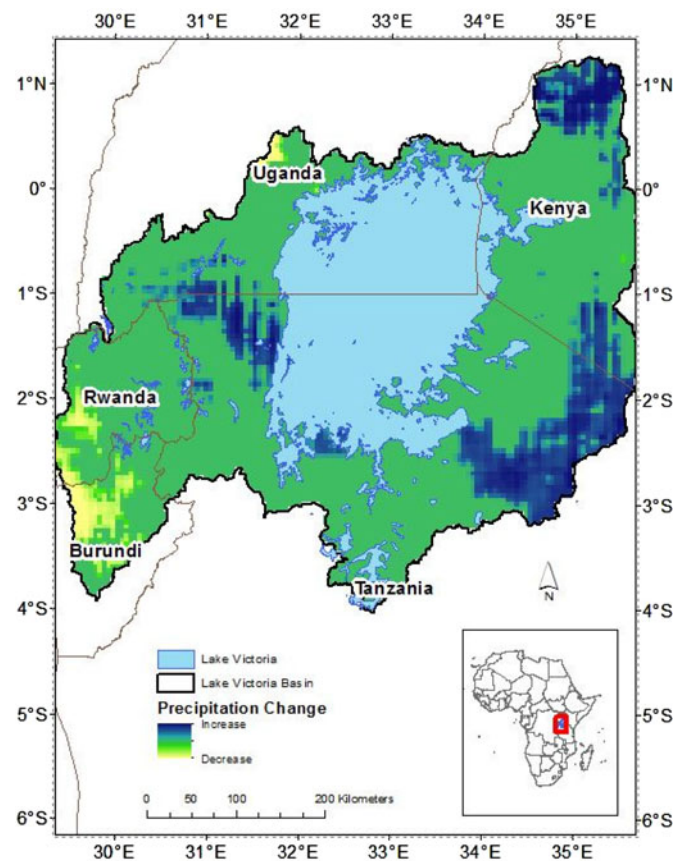 30°E 31°E 32°E 33°E 34°E 35°E
1°N 1°N
Uganda
0° 0°
Kenya
1°S 1°S
Rwanda
2°S 2°S
3°S 3°S
Burundi
Tanzania
4°S 4°S
N
Lake Victoria
Lake Victoria Basin
Precipitation Change
Increase
Decrease
5°S 5°S
0 50 100 200 Kilometers
6°S 6°S
30°E 31°E 32°E 33°E 34°E 35°E